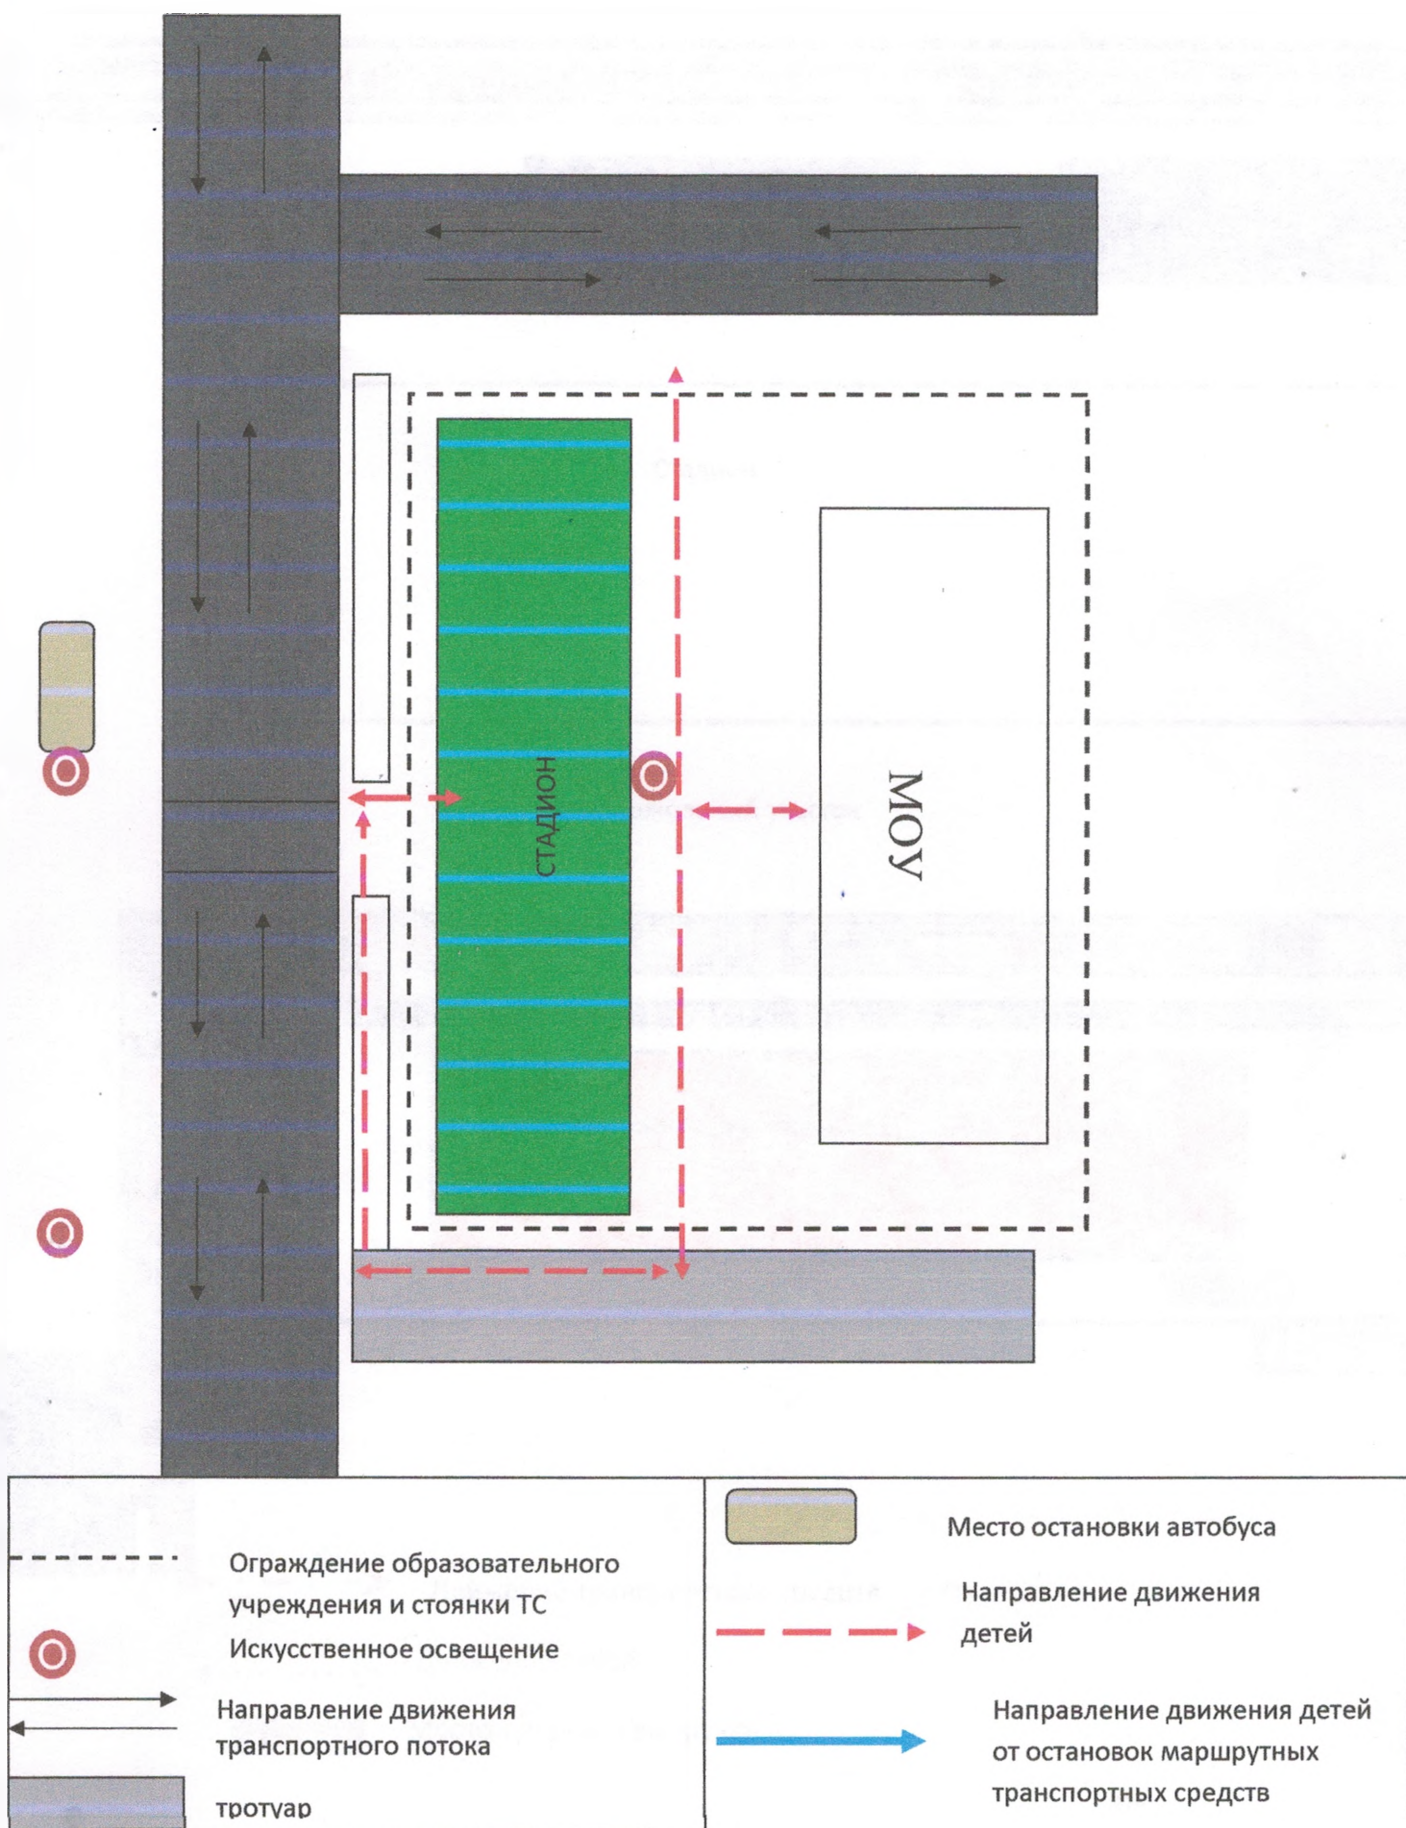 СТАДИОН
МОУ
Ограждение образовательного
учреждения и стоянки ТС
Искусственное освещение
Направление движения
транспортного потока
тротуар
Место остановки автобуса
Направление движения
детей
Направление движения детей
от остановок маршрутных
транспортных средств